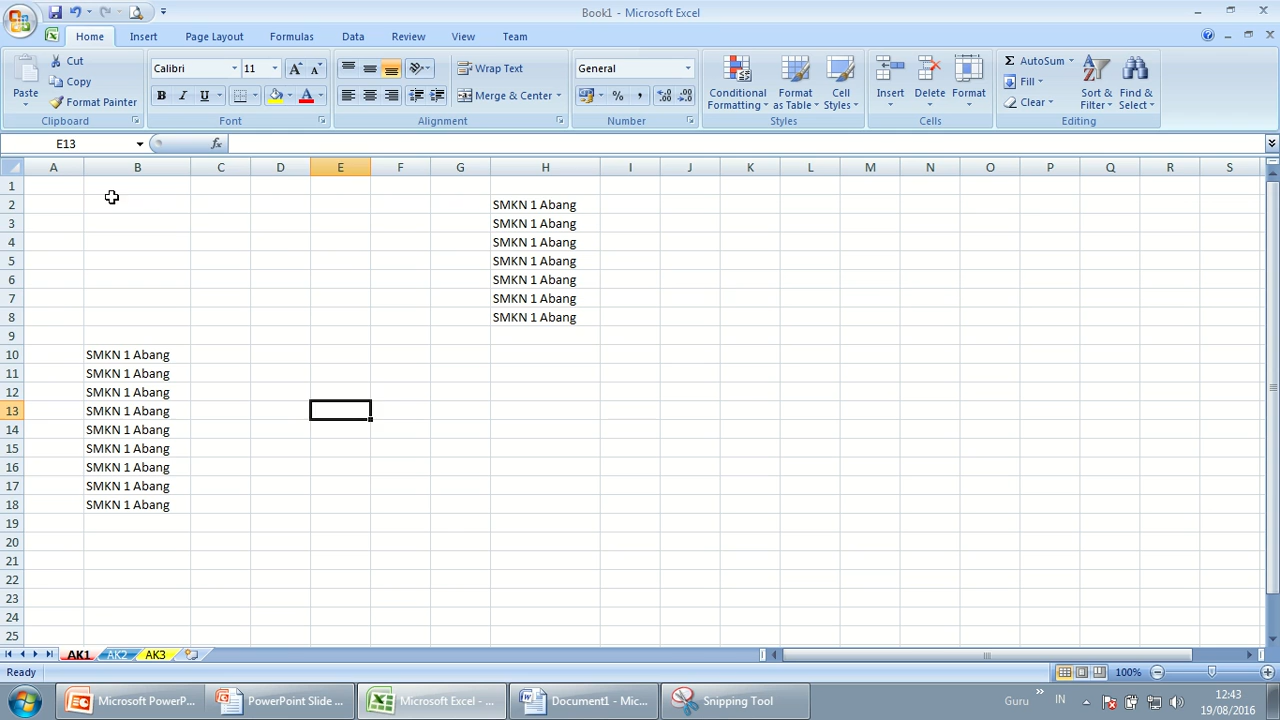 Book1 - Microsoft Excel
Home Insert Page Layout Formulas Data Review View Team
Paste Cut Calibri 11 Wrap Text General Conditional Formatting Format as Table Cell Styles Insert Delete Format Σ AutoSum Sort & Filter Find & Select
Copy Fill
Format Painter B I U Merge & Center % , Clear
Clipboard Font Alignment Number Styles Cells Editing
E13 fx
A B C D E F G H I J K L M N O P Q R S
1
2 SMKN 1 Abang
3 SMKN 1 Abang
4 SMKN 1 Abang
5 SMKN 1 Abang
6 SMKN 1 Abang
7 SMKN 1 Abang
8 SMKN 1 Abang
9
10 SMKN 1 Abang
11 SMKN 1 Abang
12 SMKN 1 Abang
13 SMKN 1 Abang
14 SMKN 1 Abang
15 SMKN 1 Abang
16 SMKN 1 Abang
17 SMKN 1 Abang
18 SMKN 1 Abang
19
20
21
22
23
24
25
AK1 AK2 AK3
Ready 100%
Microsoft PowerP... PowerPoint Slide ... Microsoft Excel - ... Document1 - Mic... Snipping Tool Guru » IN 12:43
19/08/2016